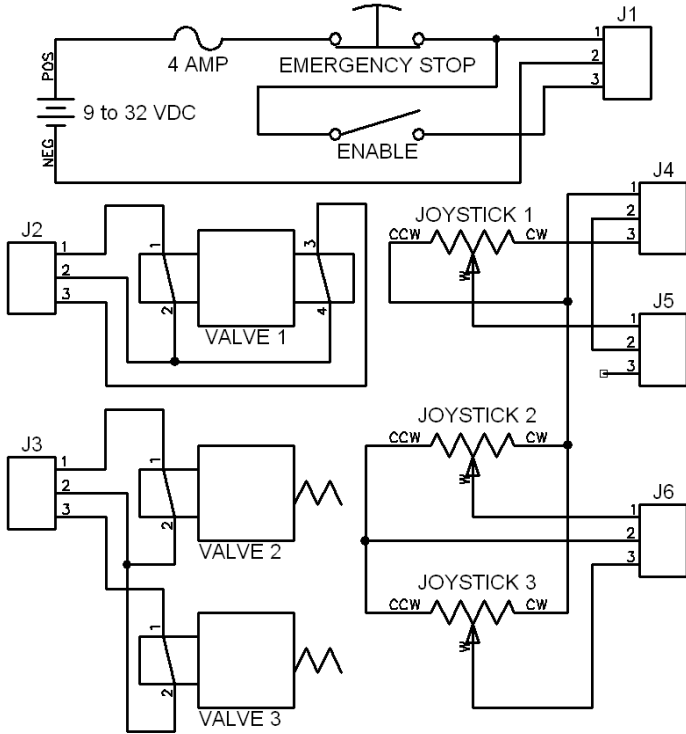 J1
1
2
3
4 AMP
EMERGENCY STOP
POS
9 to 32 VDC
NEG
ENABLE
J2
1
2
3
1
2
3
4
VALVE 1
JOYSTICK 1
CCW
CW
W
J4
1
2
3
J5
1
2
3
J3
1
2
3
1
2
VALVE 2
1
2
VALVE 3
JOYSTICK 2
CCW
CW
W
J6
1
2
3
JOYSTICK 3
CCW
CW
W